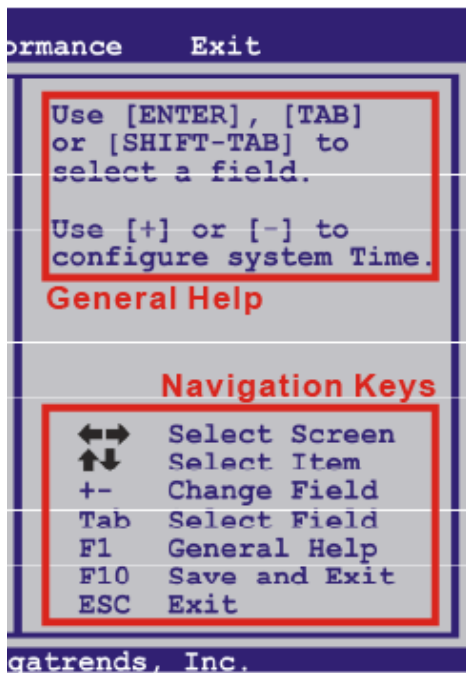 Exit
Use [ENTER], [TAB]
or [SHIFT-TAB] to
select a field.
Use [+] or [-] to
configure system Time.
General Help
Navigation Keys
Select Screen
Select Item
+- Change Field
Tab Select Field
F1 General Help
F10 Save and Exit
ESC Exit
gatrends, Inc.